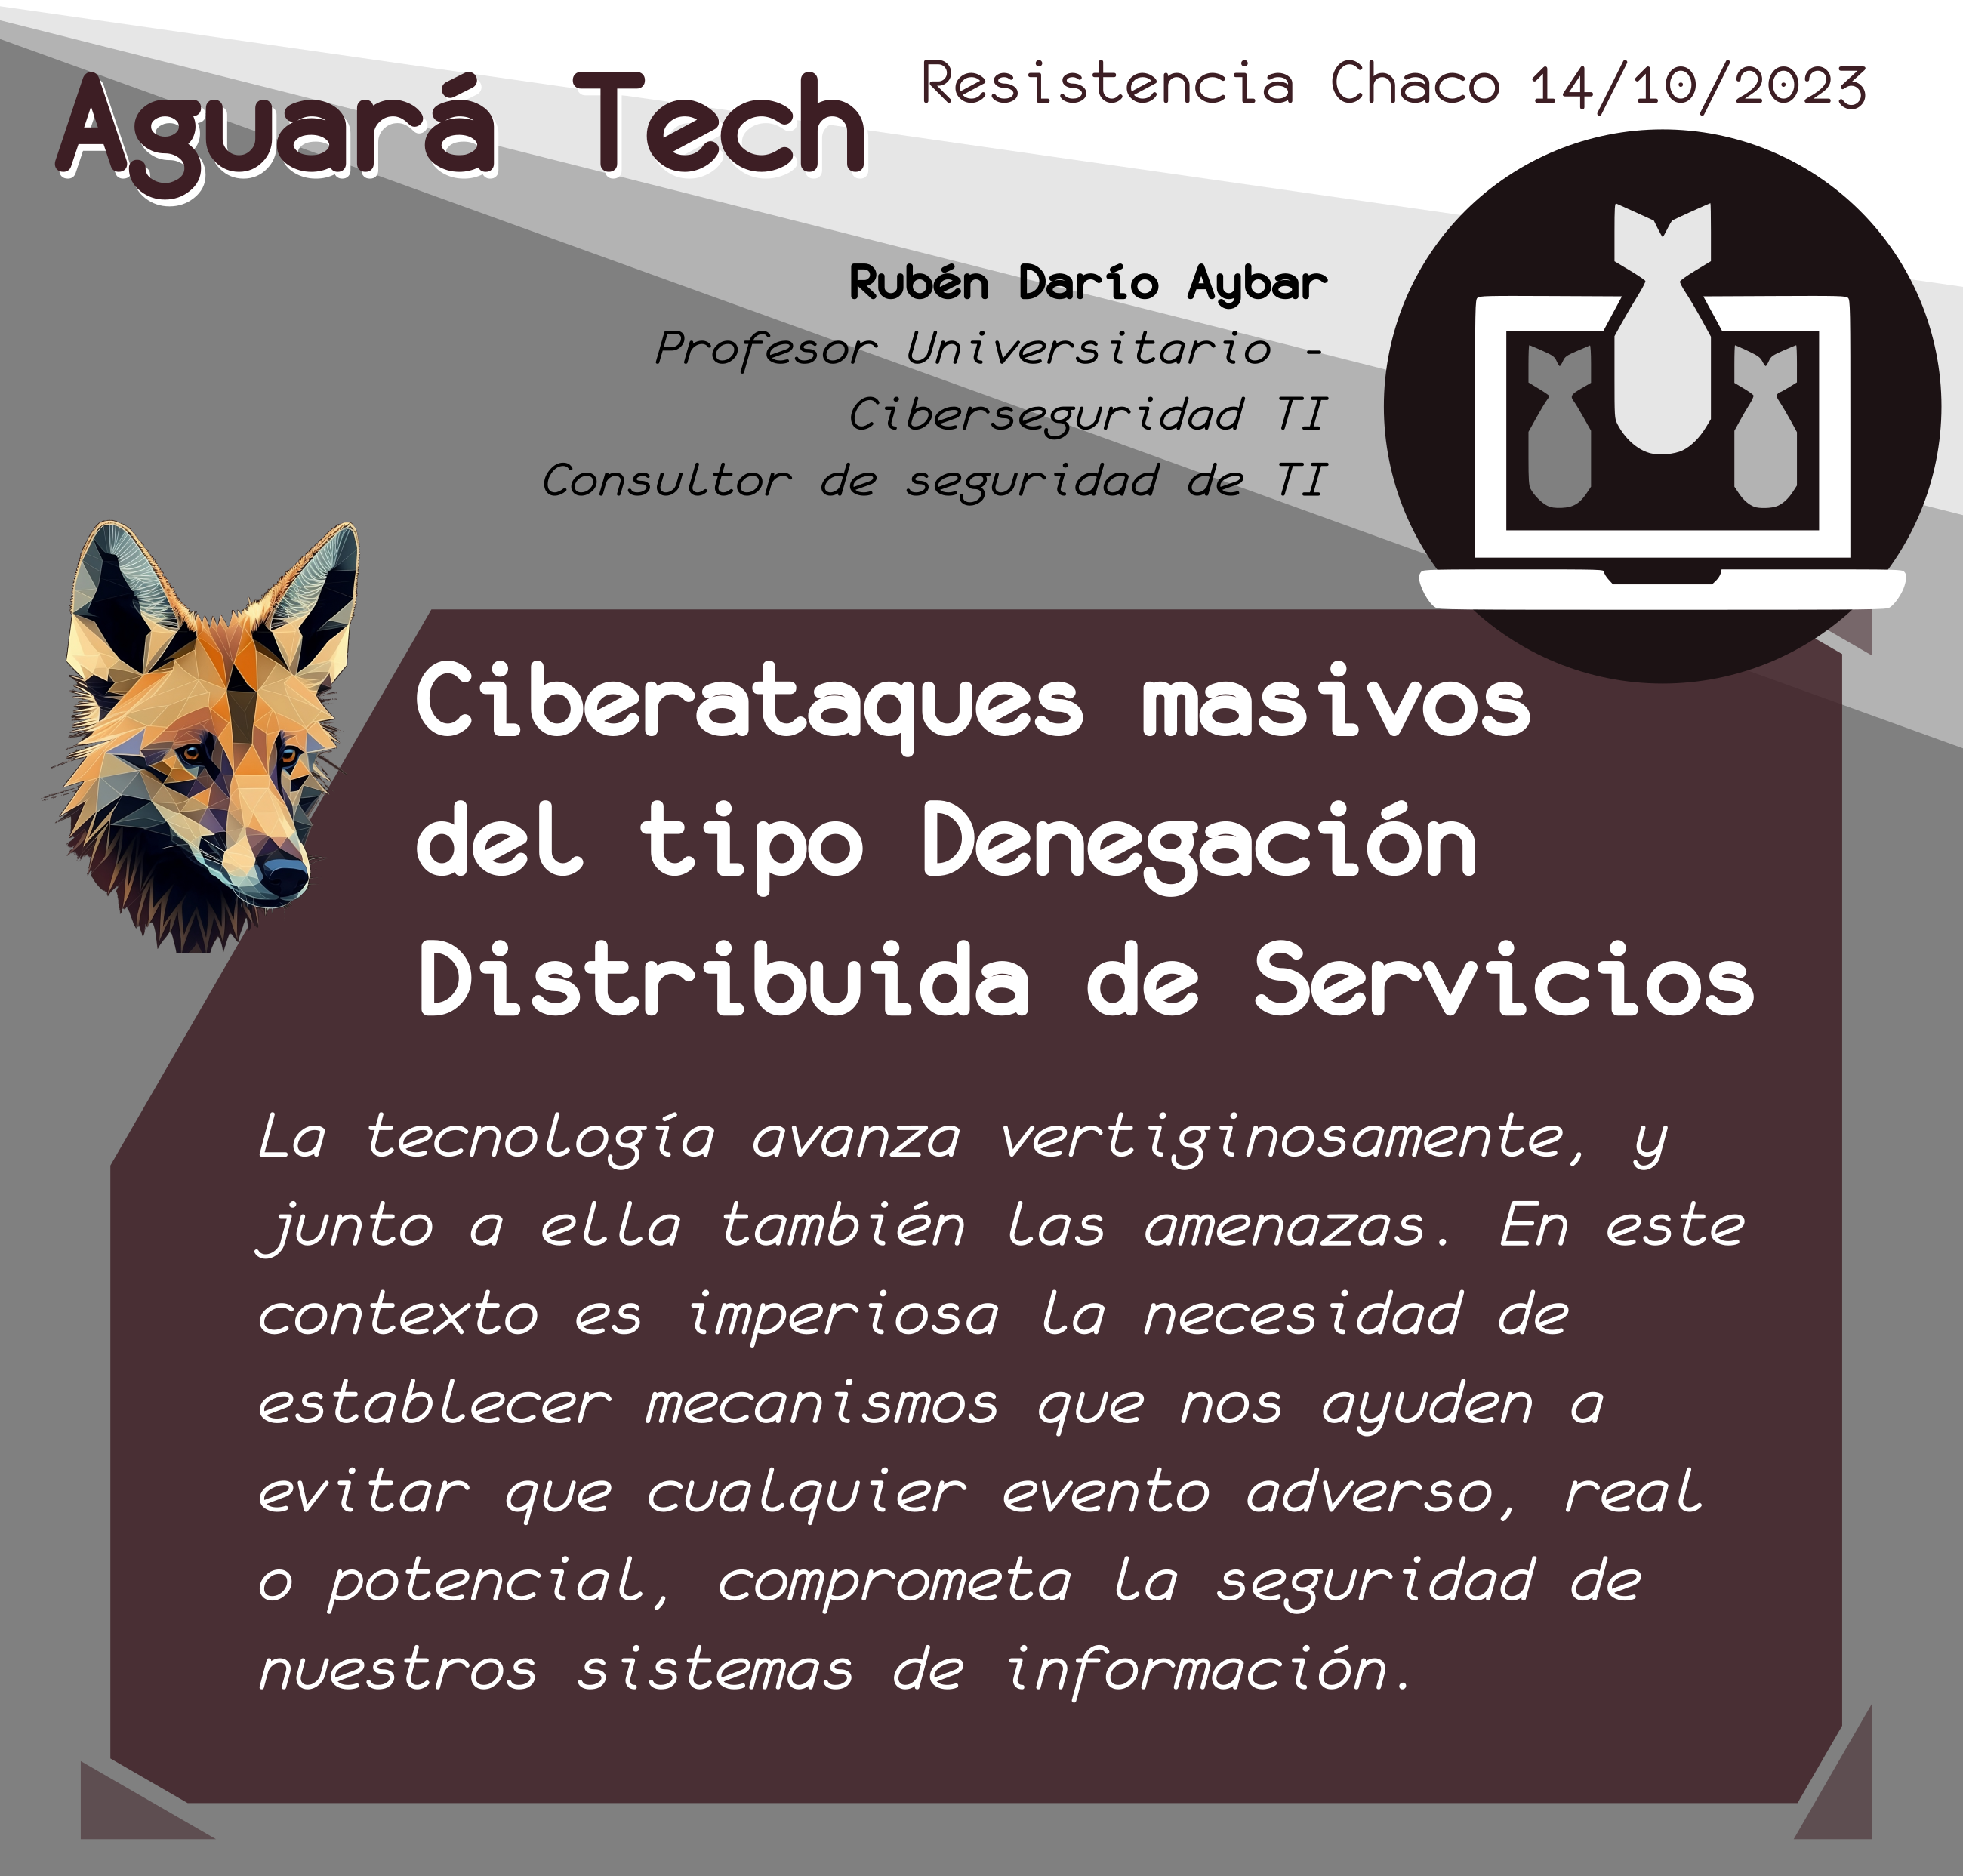 Aguará Tech
Resistencia Chaco 14/10/2023
Rubén Darío Aybar
Profesor Universitario -
Ciberseguridad TI
Consultor de seguridad de TI
Ciberataques masivos
del tipo Denegación
Distribuida de Servicios
La tecnología avanza vertiginosamente, y
junto a ella también las amenazas. En este
contexto es imperiosa la necesidad de
establecer mecanismos que nos ayuden a
evitar que cualquier evento adverso, real
o potencial, comprometa la seguridad de
nuestros sistemas de información.